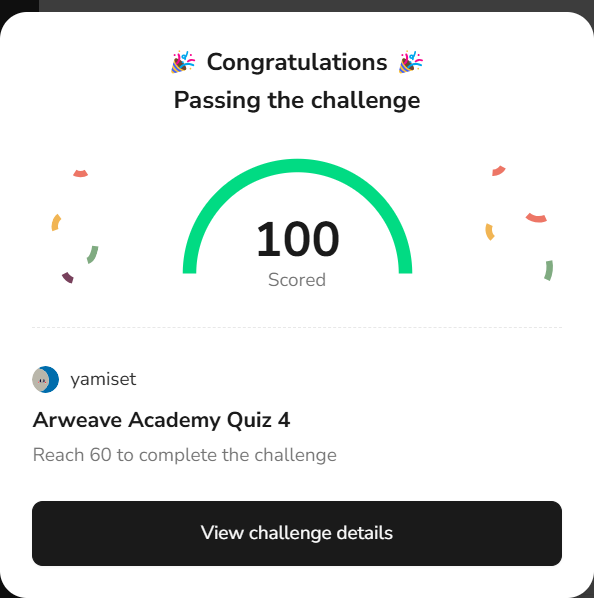 🎉 Congratulations 🎉
Passing the challenge
100
Scored
yamiset
Arweave Academy Quiz 4
Reach 60 to complete the challenge
View challenge details